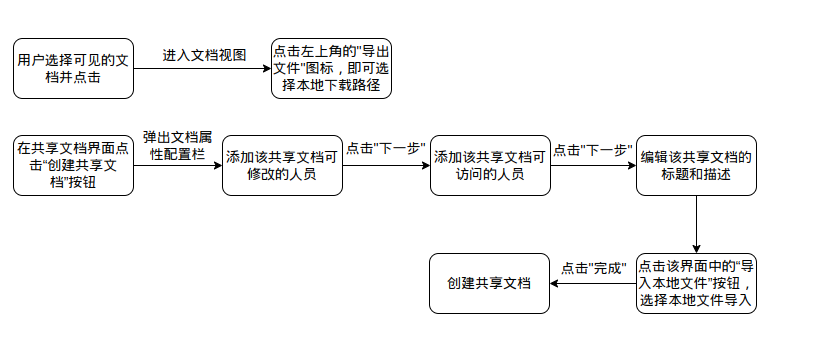 用户选择可见的文
档并点击
进入文档视图
点击左上角的"导出
文件"图标，即可选
择本地下载路径
在共享文档界面点
击“创建共享文
档”按钮
弹出文档属
性配置栏
添加该共享文档可
修改的人员
点击"下一步"
添加该共享文档可
访问的人员
点击"下一步"
编辑该共享文档的
标题和描述
点击该界面中的“导
入本地文件”按钮，
选择本地文件导入
点击"完成"
创建共享文档